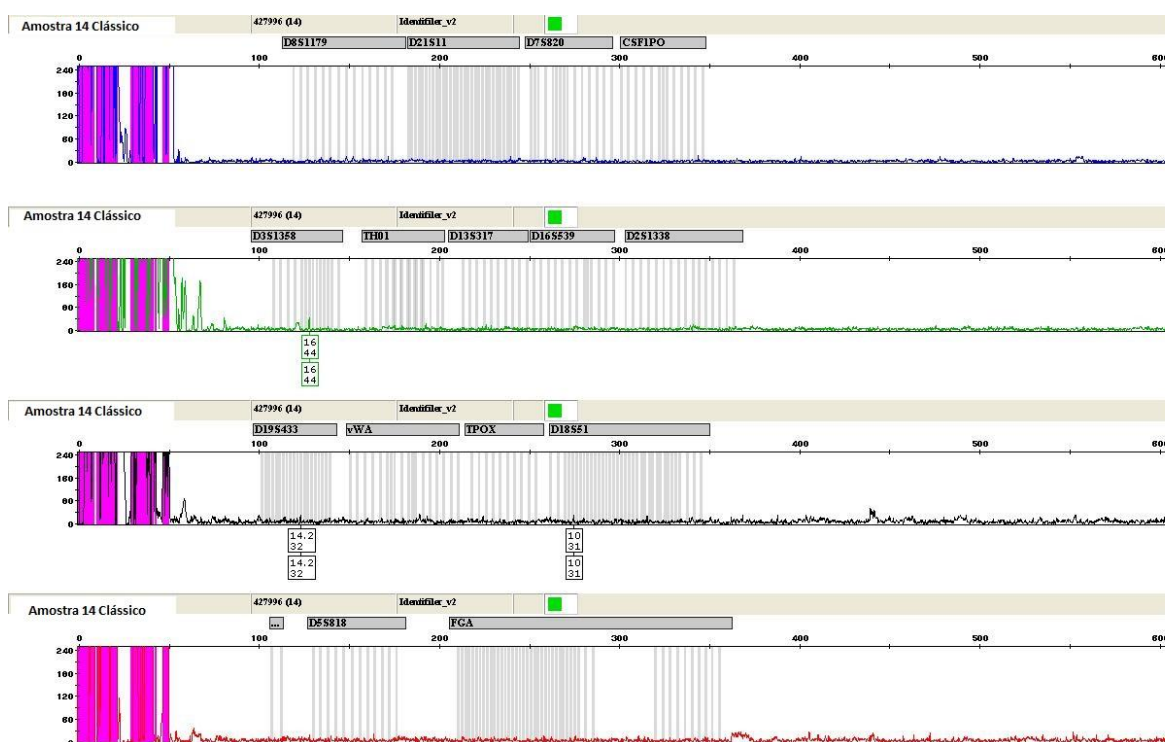 Amostra 14 Clássico 427996 (14) Identifiler_v2
D8S1179 D21S11 D7S820 CSF1PO
0 100 200 300 400 500 600
240
180
120
60
0
Amostra 14 Clássico 427996 (14) Identifiler_v2
D3S1358 TH01 D13S317 D16S539 D2S1338
0 100 200 300 400 500 600
240
160
80
0
16
44
16
44
Amostra 14 Clássico 427996 (14) Identifiler_v2
D19S433 vWA TPOX D18S51
0 100 200 300 400 500 600
240
160
80
0
14.2 10
32 31
14.2 10
32 31
Amostra 14 Clássico 427996 (14) Identifiler_v2
... D5S818 FGA
0 100 200 300 400 500 600
240
180
120
60
0